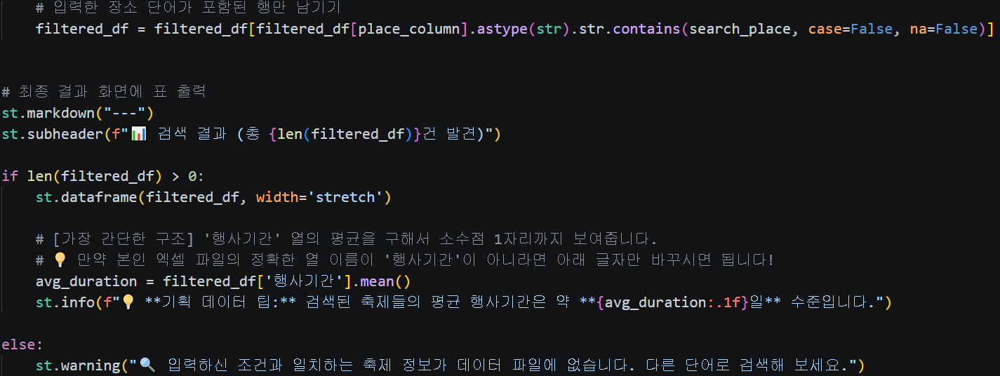 # 입력한 장소 단어가 포함된 행만 남기기
filtered_df = filtered_df[filtered_df[place_column].astype(str).str.contains(search_place, case=False, na=False)]
# 최종 결과 화면에 표 출력
st.markdown("---")
st.subheader(f"📊 검색 결과 (총 {len(filtered_df)}건 발견)")
if len(filtered_df) > 0:
st.dataframe(filtered_df, width='stretch')
# [가장 간단한 구조] '행사기간' 열의 평균을 구해서 소수점 1자리까지 보여줍니다.
# 💡 만약 본인 엑셀 파일의 정확한 열 이름이 '행사기간'이 아니라면 아래 글자만 바꾸시면 됩니다!
avg_duration = filtered_df['행사기간'].mean()
st.info(f"💡 **기획 데이터 팁:** 검색된 축제들의 평균 행사기간은 약 **{avg_duration:.1f}일** 수준입니다.")
else:
st.warning("🔍 입력하신 조건과 일치하는 축제 정보가 데이터 파일에 없습니다. 다른 단어로 검색해 보세요.")